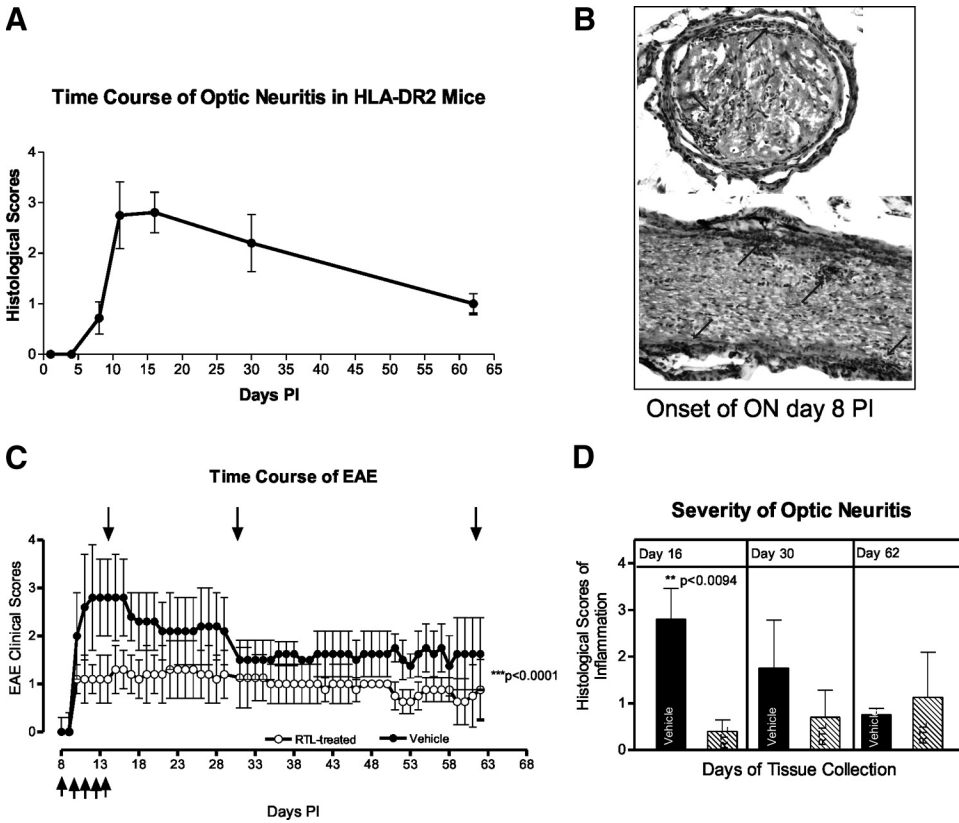 A
Time Course of Optic Neuritis in HLA-DR2 Mice
Histological Scores
4
3
2
1
0
0 5 10 15 20 25 30 35 40 45 50 55 60 65
Days PI
B
Onset of ON day 8 PI
C
Time Course of EAE
EAE Clinical Scores
4
3
2
1
0
***p<0.0001
RTL-treated Vehicle
8 13 18 23 28 33 38 43 48 53 58 63 68
Days PI
D
Severity of Optic Neuritis
Histological Scores of
Inflammation
4
3
2
1
0
Day 16 Day 30 Day 62
** p<0.0094
Vehicle RTL Vehicle RTL Vehicle RTL
Days of Tissue Collection